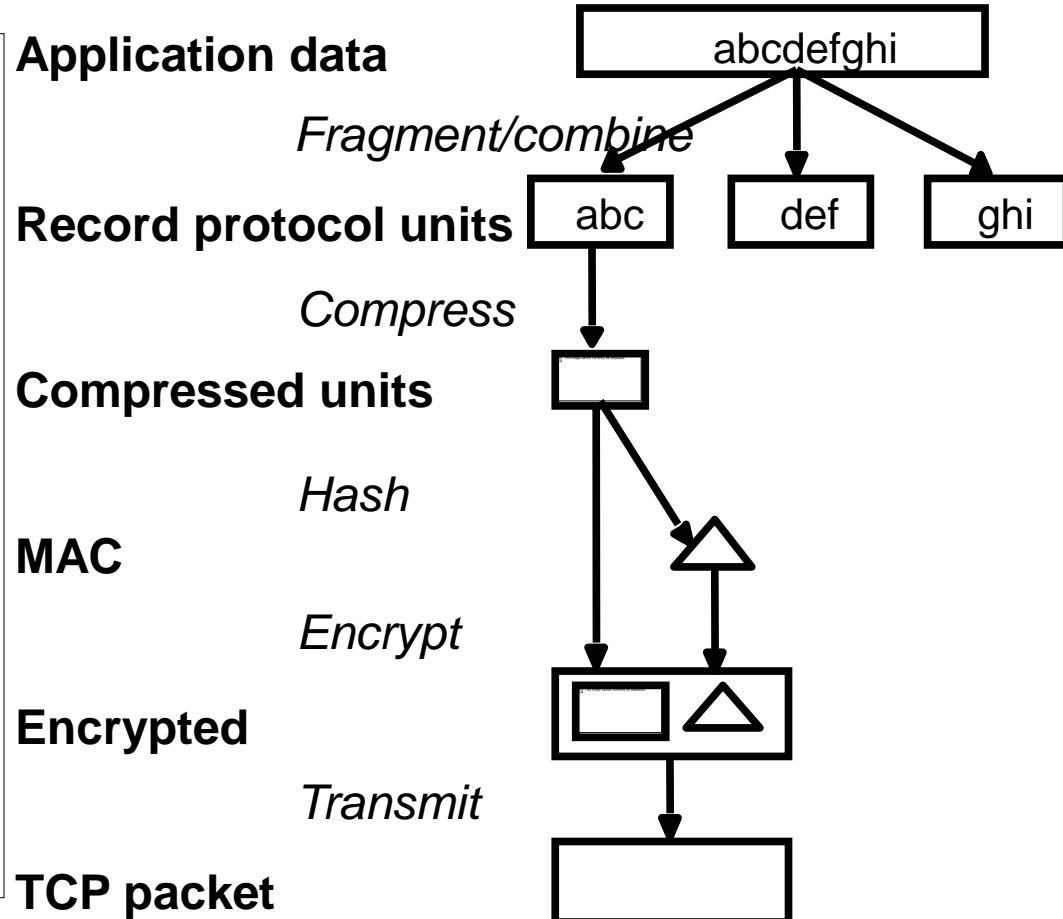 Application data
abcdefghi
Fragment/combine
Record protocol units
abc
def
ghi
Compress
Compressed units
Hash
MAC
Encrypt
Encrypted
Transmit
TCP packet